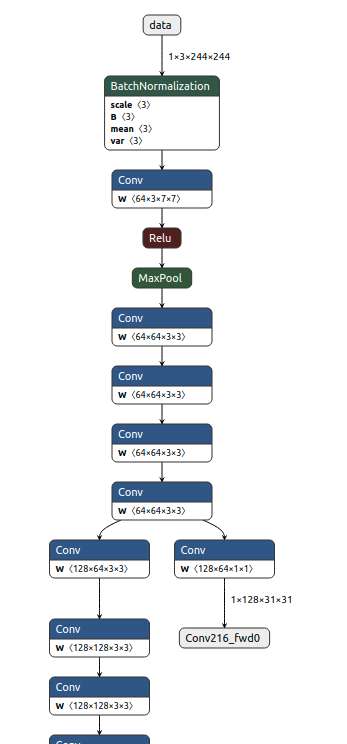 data
1×3×244×244
BatchNormalization
scale ⟨3⟩
B ⟨3⟩
mean ⟨3⟩
var ⟨3⟩
Conv
W ⟨64×3×7×7⟩
Relu
MaxPool
Conv
W ⟨64×64×3×3⟩
Conv
W ⟨64×64×3×3⟩
Conv
W ⟨64×64×3×3⟩
Conv
W ⟨64×64×3×3⟩
Conv
W ⟨128×64×3×3⟩
Conv
W ⟨128×64×1×1⟩
1×128×31×31
Conv
W ⟨128×128×3×3⟩
Conv216_fwd0
Conv
W ⟨128×128×3×3⟩
Conv